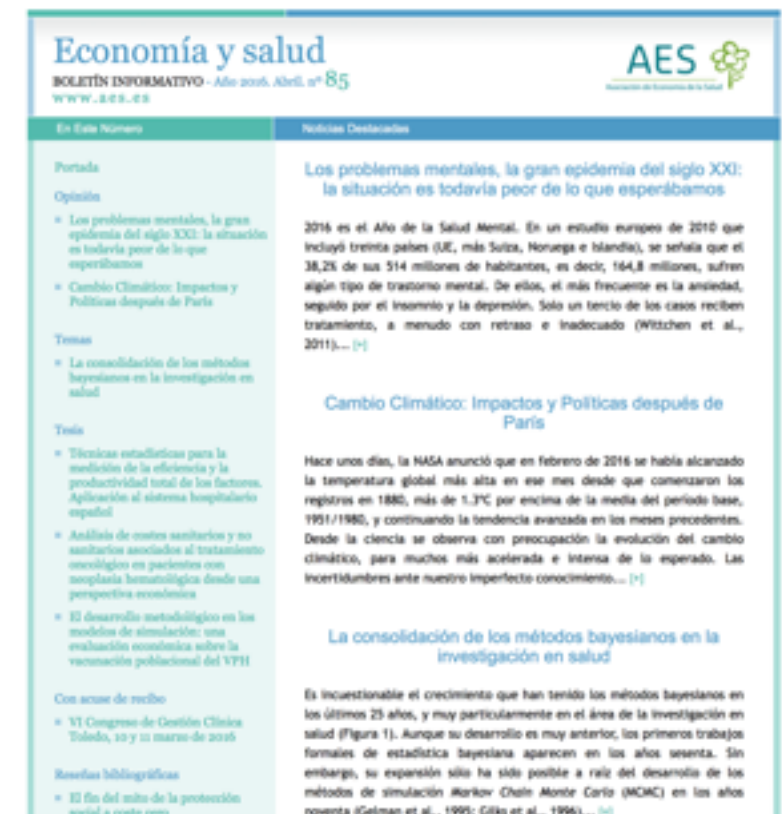 Economía y salud
BOLETÍN INFORMATIVO - Año 2016. Abril. nº 85
www.aes.es
AES
Asociación de Economía de la Salud
En Este Número
Noticias Destacadas
Portada
Opinión
Los problemas mentales, la gran
epidemia del siglo XXI: la situación
es todavía peor de lo que
esperábamos
Cambio Climático: Impactos y
Políticas después de París
Temas
La consolidación de los métodos
bayesianos en la investigación en
salud
Tesis
Técnicas estadísticas para la
medición de la eficiencia y la
productividad total de los factores.
Aplicación al sistema hospitalario
español
Análisis de costes sanitarios y no
sanitarios asociados al tratamiento
oncológico en pacientes con
neoplasia hematológica desde una
perspectiva económica
El desarrollo metodológico en los
modelos de simulación: una
evaluación económica sobre la
vacunación poblacional del VPH
Con acuse de recibo
VI Congreso de Gestión Clínica
Toledo, 10 y 11 marzo de 2016
Reseñas bibliográficas
El fin del mito de la protección
social a coste cero
Los problemas mentales, la gran epidemia del siglo XXI:
la situación es todavía peor de lo que esperábamos
2016 es el Año de la Salud Mental. En un estudio europeo de 2010 que
incluyó treinta países (UE, más Suiza, Noruega e Islandia), se señala que el
38,2% de sus 514 millones de habitantes, es decir, 164,8 millones, sufren
algún tipo de trastorno mental. De ellos, el más frecuente es la ansiedad,
seguido por el insomnio y la depresión. Solo un tercio de los casos reciben
tratamiento, a menudo con retraso e inadecuado (Wittchen et al.,
2011).... [+]
Cambio Climático: Impactos y Políticas después de
París
Hace unos días, la NASA anunció que en febrero de 2016 se había alcanzado
la temperatura global más alta en ese mes desde que comenzaron los
registros en 1880, más de 1.3ºC por encima de la media del periodo base,
1951/1980, y continuando la tendencia avanzada en los meses precedentes.
Desde la ciencia se observa con preocupación la evolución del cambio
climático, para muchos más acelerada e intensa de lo esperado. Las
incertidumbres ante nuestro imperfecto conocimiento.... [+]
La consolidación de los métodos bayesianos en la
investigación en salud
Es incuestionable el crecimiento que han tenido los métodos bayesianos en
los últimos 25 años, y muy particularmente en el área de la investigación en
salud (Figura 1). Aunque su desarrollo es muy anterior, los primeros trabajos
formales de estadística bayesiana aparecen en los años sesenta. Sin
embargo, su expansión sólo ha sido posible a raíz del desarrollo de los
métodos de simulación Markov Chain Monte Carlo (MCMC) en los años
noventa (Gelman et al., 1995; Gilks et al., 1996).... [+]